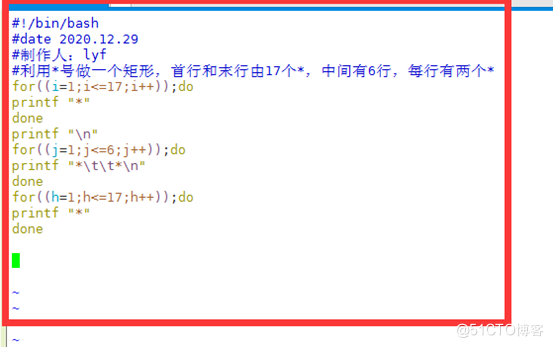 #!/bin/bash
#date 2020.12.29
#制作人：lyf
#利用*号做一个矩形，首行和末行由17个*，中间有6行，每行有两个*
for((i=1;i<=17;i++));do
printf "*"
done
printf "\n"
for((j=1;j<=6;j++));do
printf "*\t\t*\n"
done
for((h=1;h<=17;h++));do
printf "*"
done
~
~
~
@51CTO博客